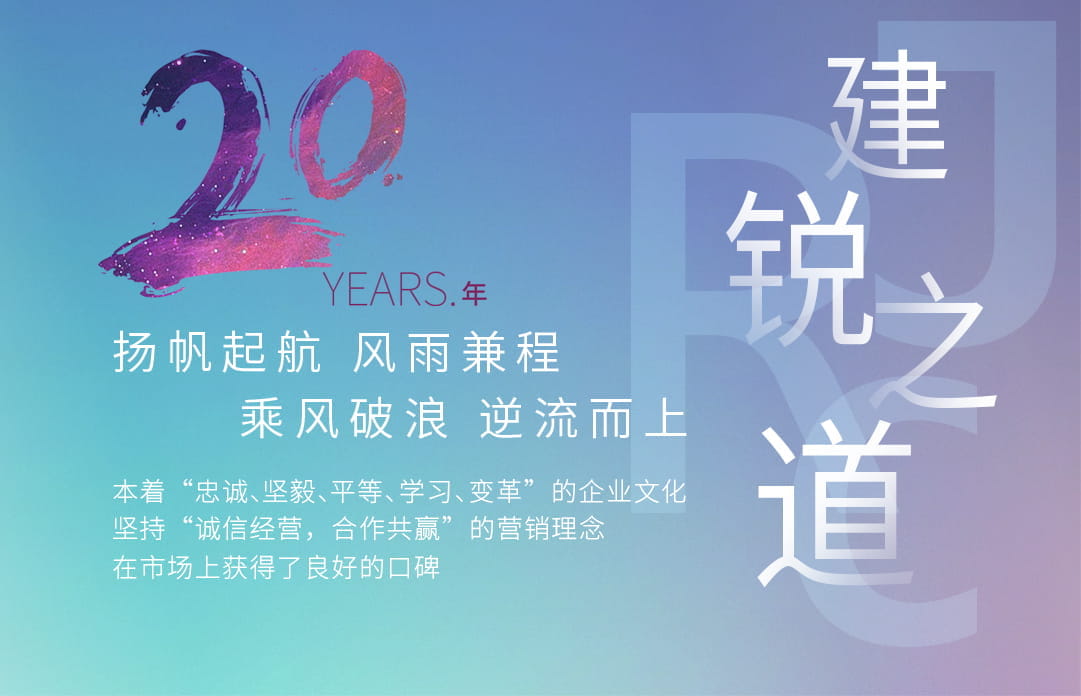 20
YEARS.年
扬帆起航 风雨兼程
乘风破浪 逆流而上
本着“忠诚、坚毅、平等、学习、变革”的企业文化
坚持“诚信经营，合作共赢”的营销理念
在市场上获得了良好的口碑
建锐之道
JRC